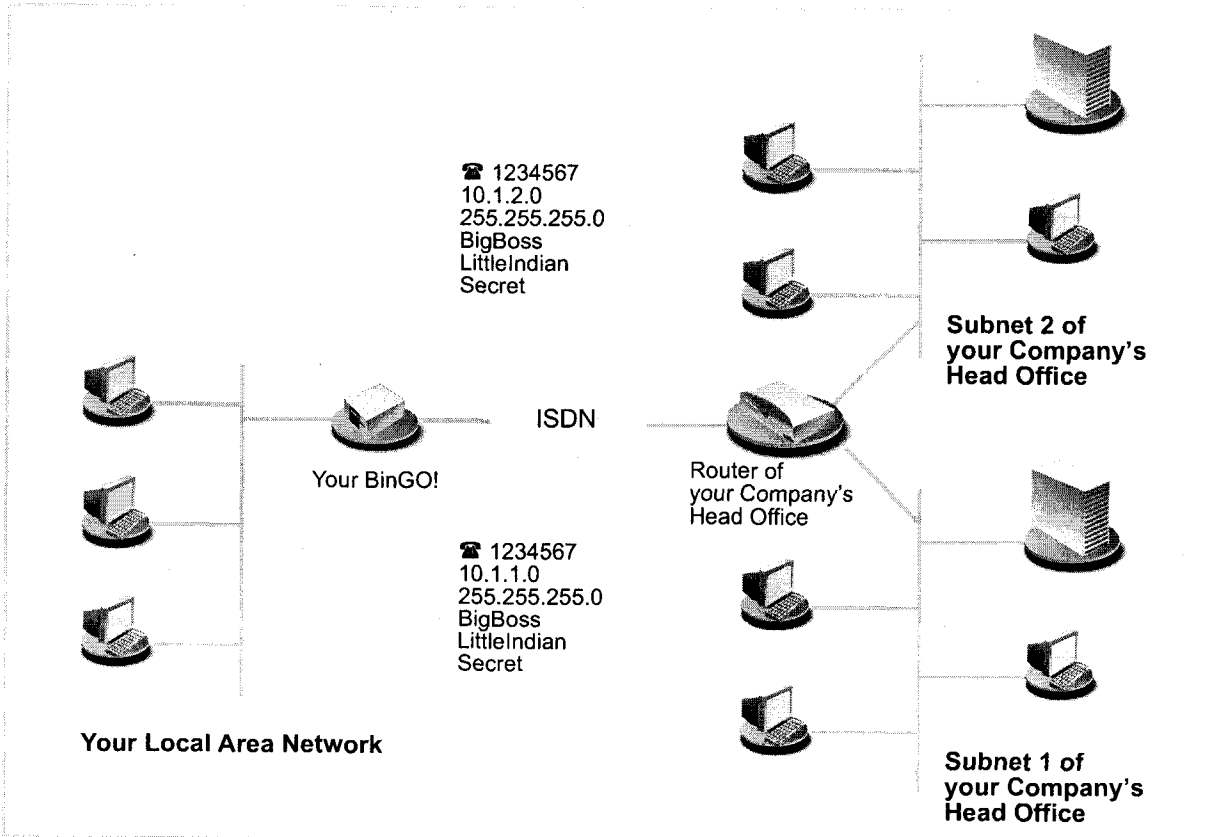 ☎ 1234567
10.1.2.0
255.255.255.0
BigBoss
LittleIndian
Secret
Subnet 2 of
your Company's
Head Office
ISDN
Your BinGO!
Router of
your Company's
Head Office
☎ 1234567
10.1.1.0
255.255.255.0
BigBoss
LittleIndian
Secret
Your Local Area Network
Subnet 1 of
your Company's
Head Office